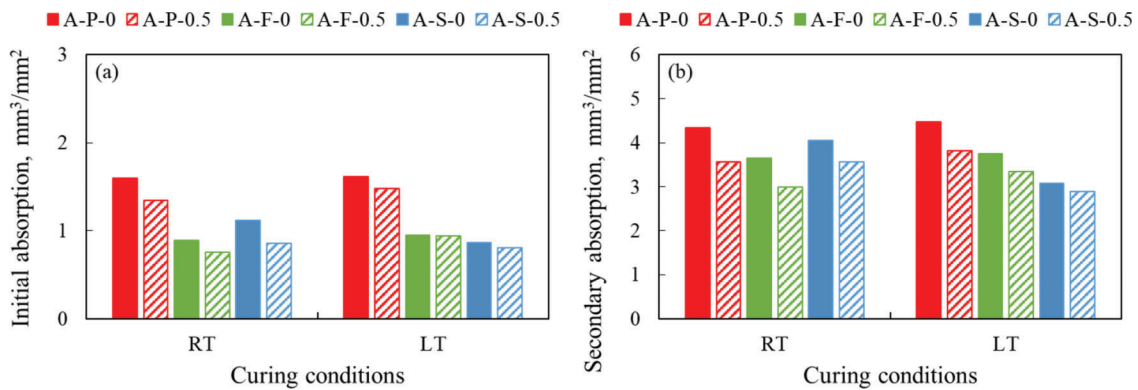 A-P-0 A-P-0.5 A-F-0 A-F-0.5 A-S-0 A-S-0.5
(a)
Initial absorption, mm³/mm²
3
2
1
0
RT LT
Curing conditions
A-P-0 A-P-0.5 A-F-0 A-F-0.5 A-S-0 A-S-0.5
(b)
Secondary absorption, mm³/mm²
6
5
4
3
2
1
0
RT LT
Curing conditions